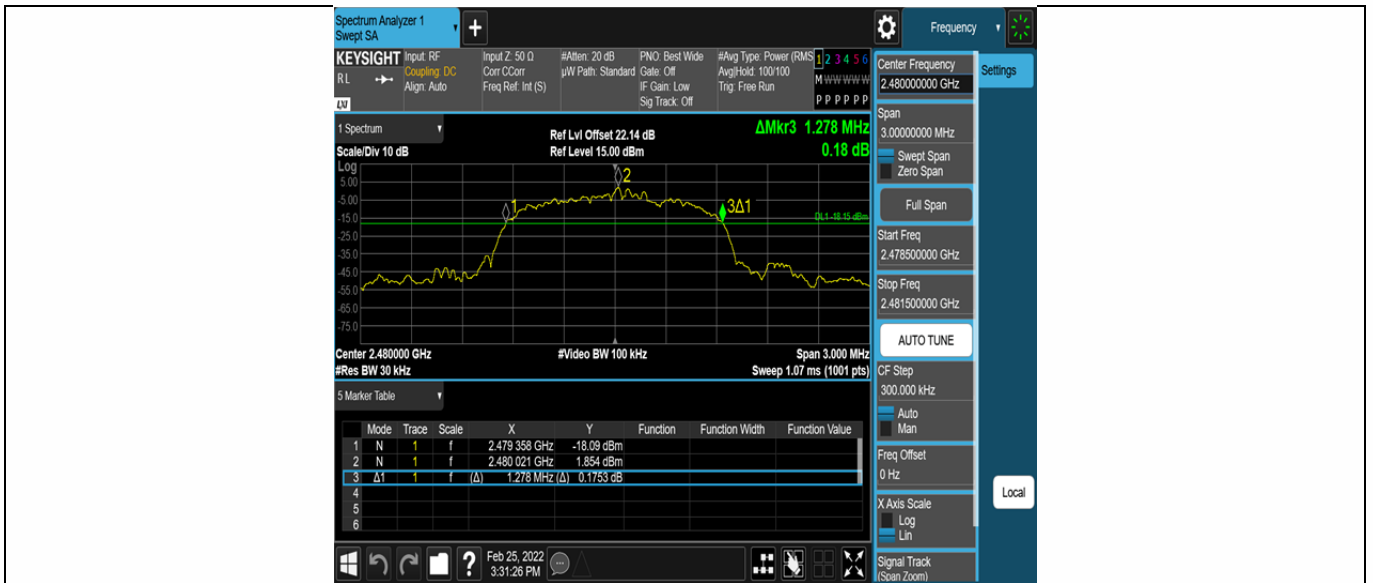 Spectrum Analyzer 1
Swept SA
+
Frequency
KEYSIGHT
RL
LXI
Input: RF
Coupling: DC
Align: Auto
Input Z: 50 Ω
Corr CCorr
Freq Ref: Int (S)
#Atten: 20 dB
µW Path: Standard
PNO: Best Wide
Gate: Off
IF Gain: Low
Sig Track: Off
#Avg Type: Power (RMS
Avg|Hold: 100/100
Trig: Free Run
1 2 3 4 5 6
M W W W W W
P P P P P P
Center Frequency
2.480000000 GHz
Settings
Span
3.00000000 MHz
Swept Span
Zero Span
Full Span
Start Freq
2.478500000 GHz
Stop Freq
2.481500000 GHz
AUTO TUNE
CF Step
300.000 kHz
Auto
Man
Freq Offset
0 Hz
X Axis Scale
Log
Lin
Signal Track
(Span Zoom)
Local
1 Spectrum
Scale/Div 10 dB
Ref Lvl Offset 22.14 dB
Ref Level 15.00 dBm
ΔMkr3 1.278 MHz
0.18 dB
Log
5.00
-5.00
-15.0
-25.0
-35.0
-45.0
-55.0
-65.0
-75.0
1
2
3Δ1
DL1 -18.15 dBm
Center 2.480000 GHz
#Res BW 30 kHz
#Video BW 100 kHz
Span 3.000 MHz
Sweep 1.07 ms (1001 pts)
5 Marker Table
Mode Trace Scale X Y Function Function Width Function Value
1 N 1 f 2.479 358 GHz -18.09 dBm
2 N 1 f 2.480 021 GHz 1.854 dBm
3 Δ1 1 f (Δ) 1.278 MHz (Δ) 0.1753 dB
4
5
6
?
Feb 25, 2022
3:31:26 PM